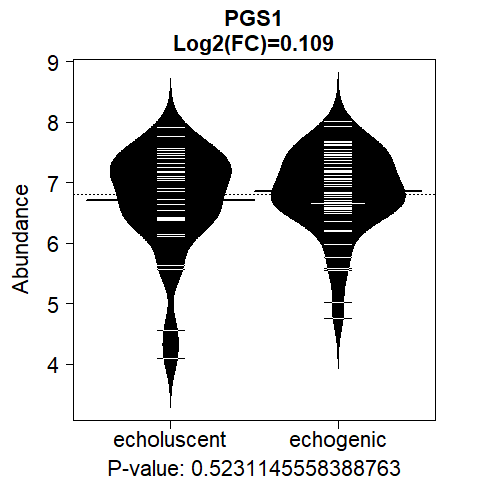 PGS1
Log2(FC)=0.109
Abundance
9
8
7
6
5
4
echoluscent echogenic
P-value: 0.5231145558388763